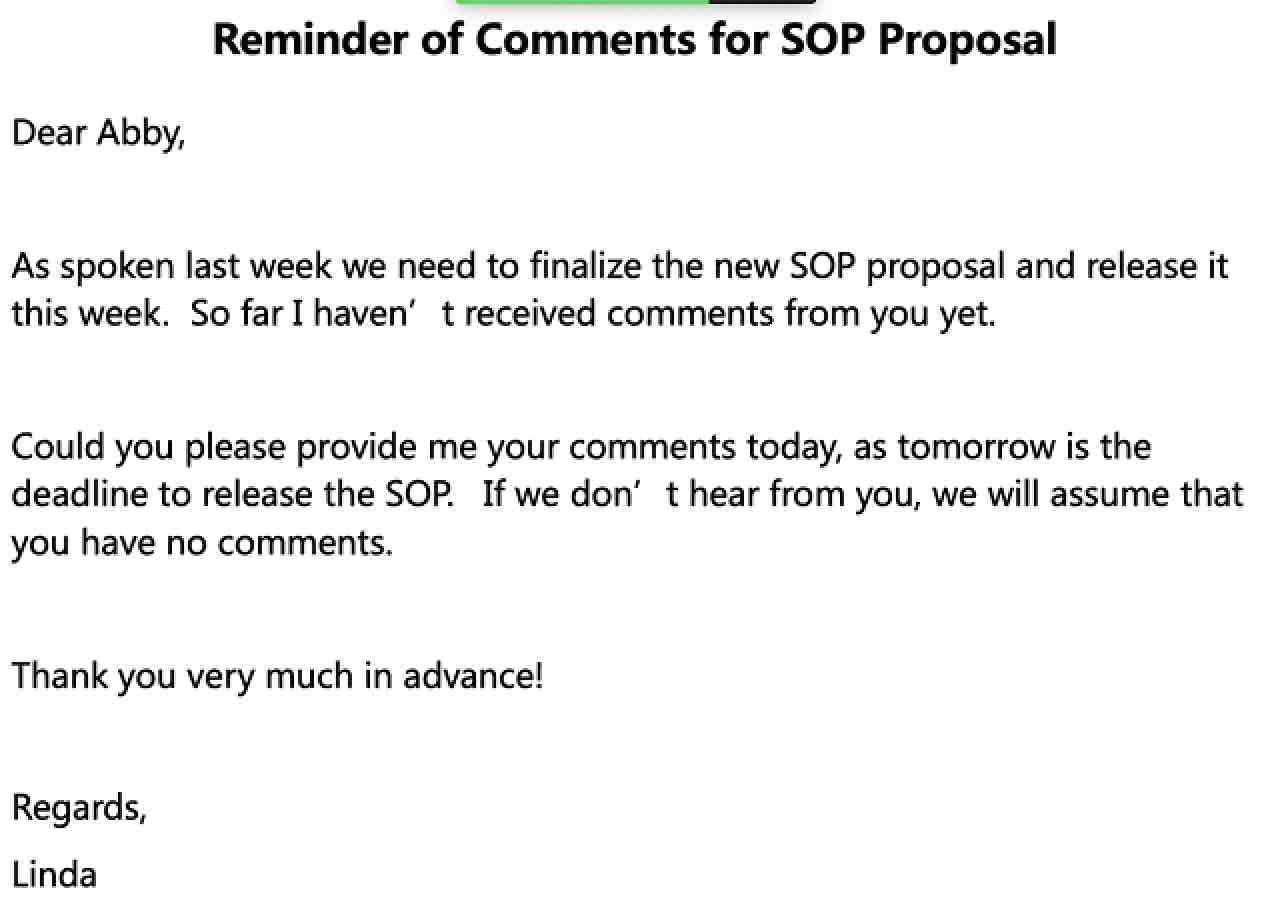 Reminder of Comments for SOP Proposal
Dear Abby,
As spoken last week we need to finalize the new SOP proposal and release it
this week.  So far I haven’ t received comments from you yet.
Could you please provide me your comments today, as tomorrow is the
deadline to release the SOP.   If we don’ t hear from you, we will assume that
you have no comments.
Thank you very much in advance!
Regards,
Linda